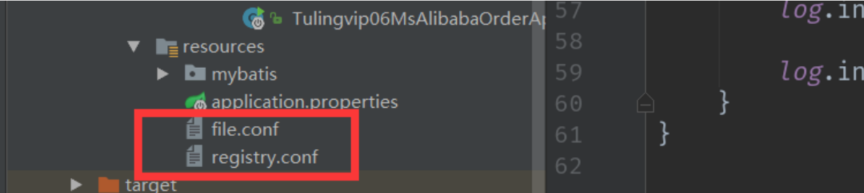 Tulingvip06MsAlibabaOrderAp
resources
mybatis
application.properties
file.conf
registry.conf
target
57
log.in
58
59
log.in
60
}
61
}
62